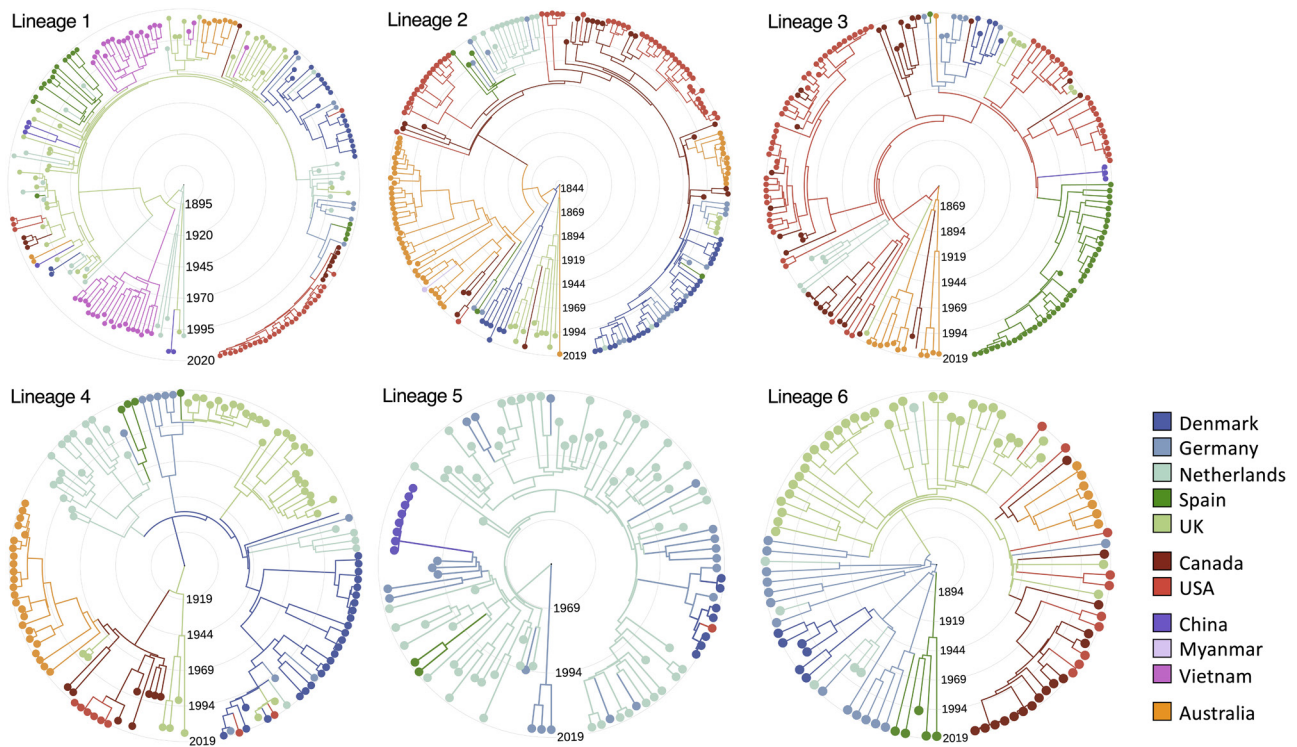 Lineage 1
1895
1920
1945
1970
1995
2020
Lineage 2
1844
1869
1894
1919
1944
1969
1994
2019
Lineage 3
1869
1894
1919
1944
1969
1994
2019
Lineage 4
1919
1944
1969
1994
2019
Lineage 5
1969
1994
2019
Lineage 6
1894
1919
1944
1969
1994
2019
Denmark
Germany
Netherlands
Spain
UK
Canada
USA
China
Myanmar
Vietnam
Australia